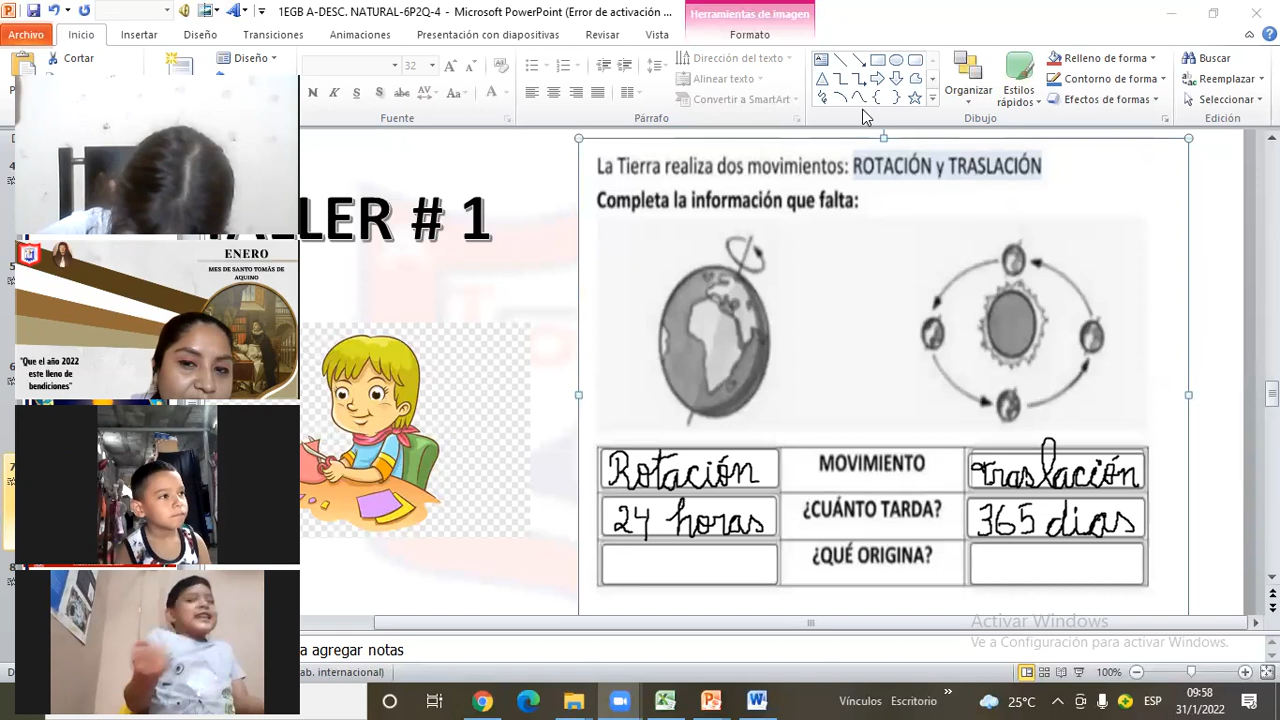 1EGB A-DESC, NATURAL-6P2Q-4 - Microsoft PowerPoint (Error de activación ...
Herramientas de imagen
Archivo Inicio Insertar Diseño Transiciones Animaciones Presentación con diapositivas Revisar Vista Formato
Cortar
Diseño
32
Dirección del texto
Alinear texto
Convertir a SmartArt
Organizar
Estilos rápidos
Relleno de forma
Contorno de forma
Efectos de formas
Buscar
Reemplazar
Seleccionar
Fuente
Párrafo
Dibujo
Edición
ENERO
MES DE SANTO TOMÁS DE
AQUINO
"Que el año 2022
este lleno de
bendiciones"
LLER # 1
La Tierra realiza dos movimientos: ROTACIÓN y TRASLACIÓN
Completa la información que falta:
Rotación MOVIMIENTO traslación
24 horas ¿CUÁNTO TARDA? 365 dias
¿QUÉ ORIGINA?
Activar Windows
Ve a Configuración para activar Windows.
a agregar notas
ab. internacional)
100%
Vínculos Escritorio
25°C
ESP
09:58
31/1/2022